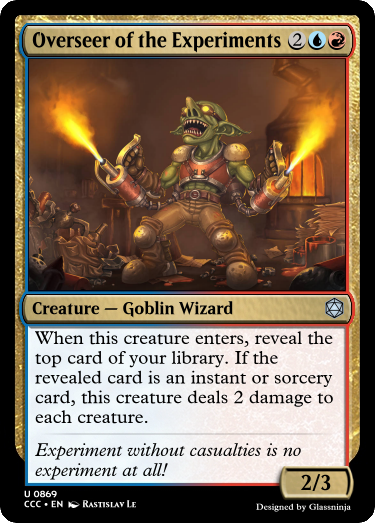 Overseer of the Experiments 2
Creature — Goblin Wizard
When this creature enters, reveal the
top card of your library. If the
revealed card is an instant or sorcery
card, this creature deals 2 damage to
each creature.
Experiment without casualties is no
experiment at all!
2/3
U 0869
CCC • EN Rastislav Le
Designed by Glassninja